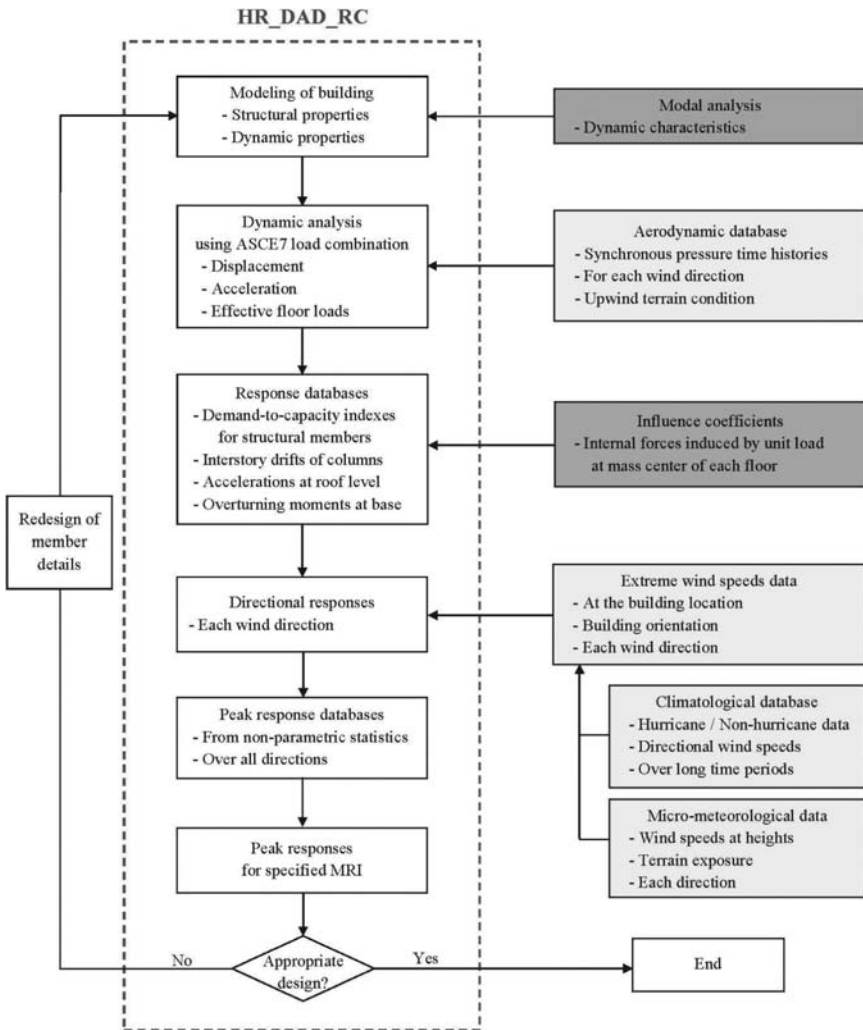 HR_DAD_RC
Modeling of building
- Structural properties
- Dynamic properties
Modal analysis
- Dynamic characteristics
Dynamic analysis
using ASCE7 load combination
- Displacement
- Acceleration
- Effective floor loads
Aerodynamic database
- Synchronous pressure time histories
- For each wind direction
- Upwind terrain condition
Response databases
- Demand-to-capacity indexes
for structural members
- Interstory drifts of columns
- Accelerations at roof level
- Overturning moments at base
Influence coefficients
- Internal forces induced by unit load
at mass center of each floor
Redesign of
member
details
Directional responses
- Each wind direction
Extreme wind speeds data
- At the building location
- Building orientation
- Each wind direction
Peak response databases
- From non-parametric statistics
- Over all directions
Climatological database
- Hurricane / Non-hurricane data
- Directional wind speeds
- Over long time periods
Peak responses
for specified MRI
Micro-meteorological data
- Wind speeds at heights
- Terrain exposure
- Each direction
No
Appropriate
design?
Yes
End